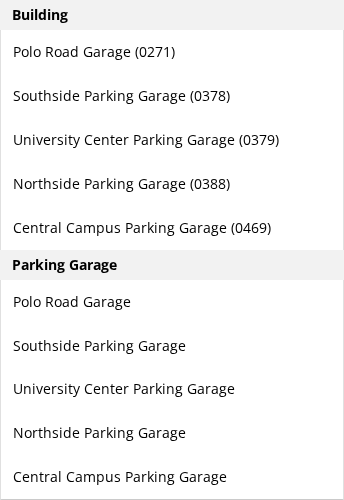 Building
Polo Road Garage (0271)
Southside Parking Garage (0378)
University Center Parking Garage (0379)
Northside Parking Garage (0388)
Central Campus Parking Garage (0469)
Parking Garage
Polo Road Garage
Southside Parking Garage
University Center Parking Garage
Northside Parking Garage
Central Campus Parking Garage